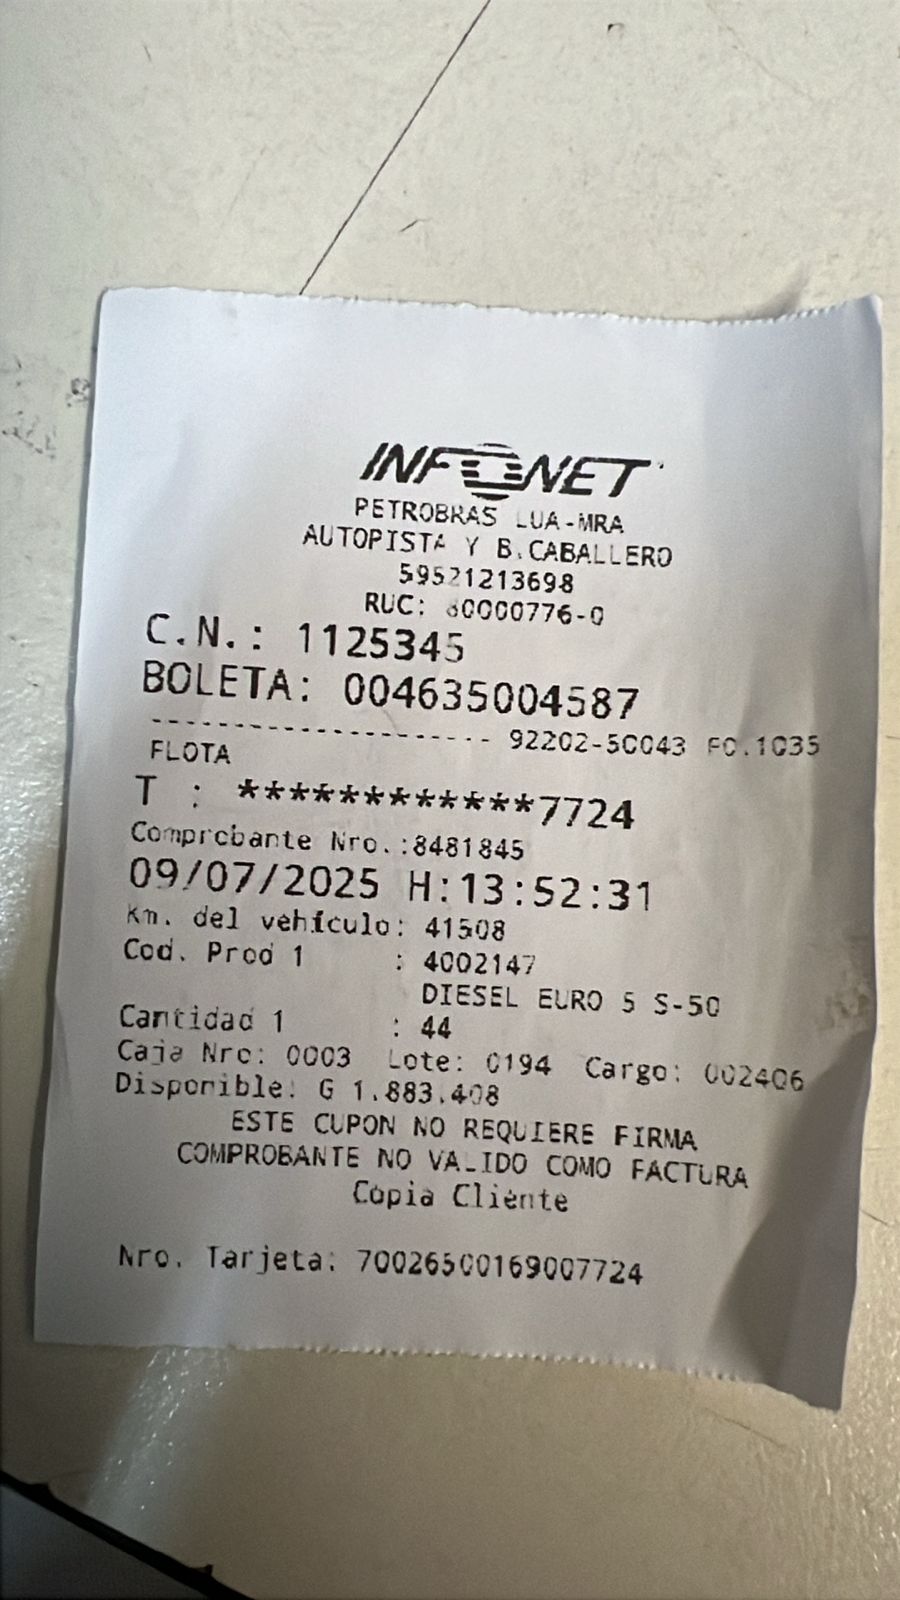 INFONET
PETROBRAS LUA-MRA
AUTOPISTA Y B.CABALLERO
59521213698
RUC: 80000776-0
C.N.: 1125345
BOLETA: 004635004587
---------------------- 92202-50043 FO.1035
FLOTA
T : ************7724
Comprobante Nro.:8481845
09/07/2025 H:13:52:31
Km. del vehículo: 41508
Cod. Prod 1 : 4002147
DIESEL EURO 5 S-50
Cantidad 1 : 44
Caja Nro: 0003 Lote: 0194 Cargo: 002406
Disponible: G 1.883.408
ESTE CUPON NO REQUIERE FIRMA
COMPROBANTE NO VALIDO COMO FACTURA
Copia Cliente
Nro. Tarjeta: 70026500169007724